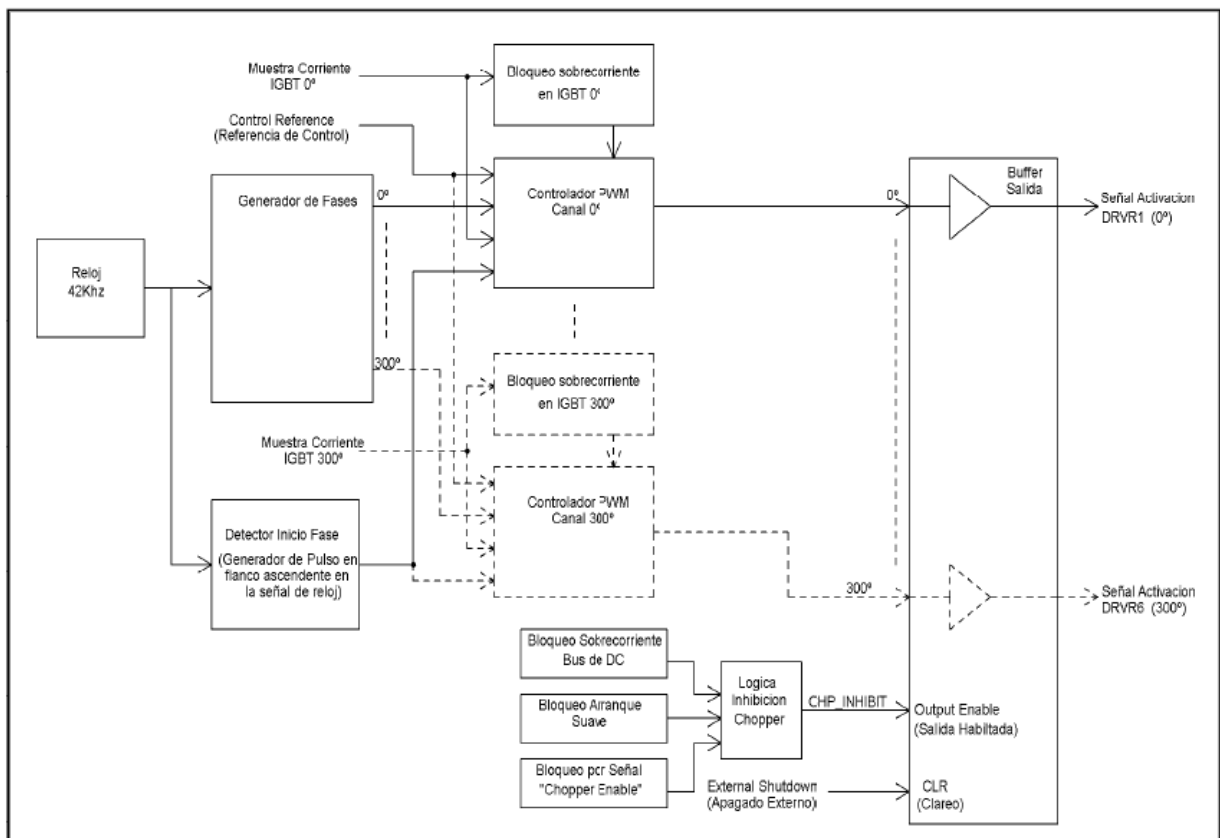 Muestra Corriente
IGBT 0º
Control Reference
(Referencia de Control)
Bloqueo sobrecorriente
en IGBT 0º
Generador de Fases
0º
300º
Controlador PWM
Canal 0º
0º
Buffer
Salida
Señal Activacion
DRVR1 (0º)
Reloj
42Khz
Bloqueo sobrecorriente
en IGBT 300º
Muestra Corriente
IGBT 300º
Controlador PWM
Canal 300º
300º
Señal Activacion
DRVR6 (300º)
Detector Inicio Fase
(Generador de Pulso en
flanco ascendente en
la señal de reloj)
Bloqueo Sobrecorriente
Bus de DC
Bloqueo Arranque
Suave
Bloqueo por Señal
"Chopper Enable"
Logica
Inhibicion
Chopper
CHP_INHIBIT
Output Enable
(Salida Habiltada)
External Shutdown
(Apagado Externo)
CLR
(Clareo)